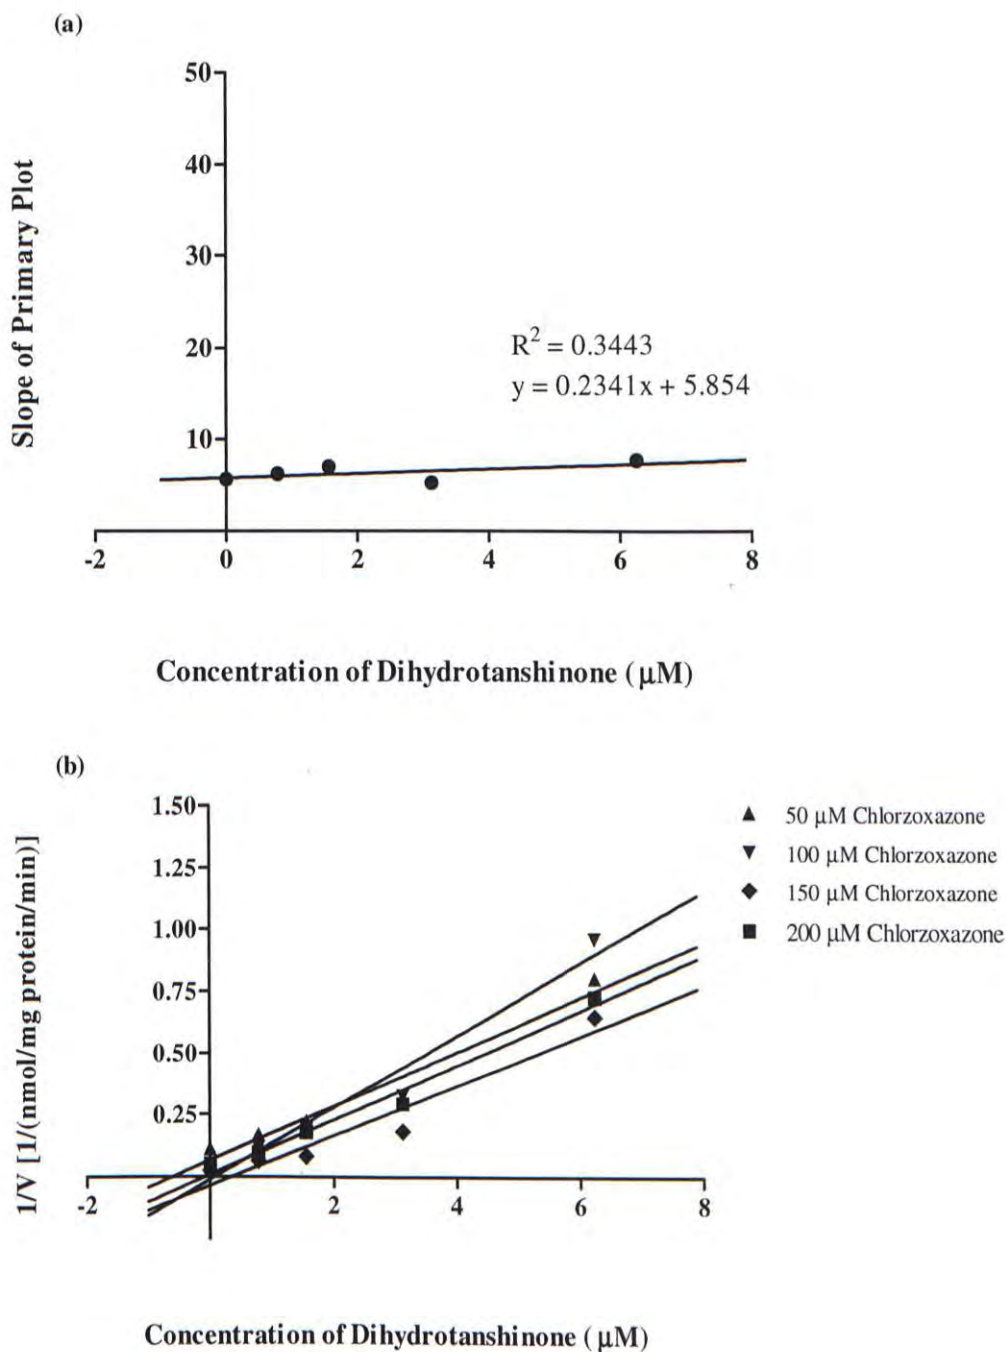 (a)
Slope of Primary Plot
50
40
30
20
10
R² = 0.3443
y = 0.2341x + 5.854
-2 0 2 4 6 8
Concentration of Dihydrotanshinone (μM)
(b)
1/V [1/(nmol/mg protein/min)]
1.50
1.25
1.00
0.75
0.50
0.25
-2 2 4 6 8
50 μM Chlorzoxazone
100 μM Chlorzoxazone
150 μM Chlorzoxazone
200 μM Chlorzoxazone
Concentration of Dihydrotanshinone (μM)